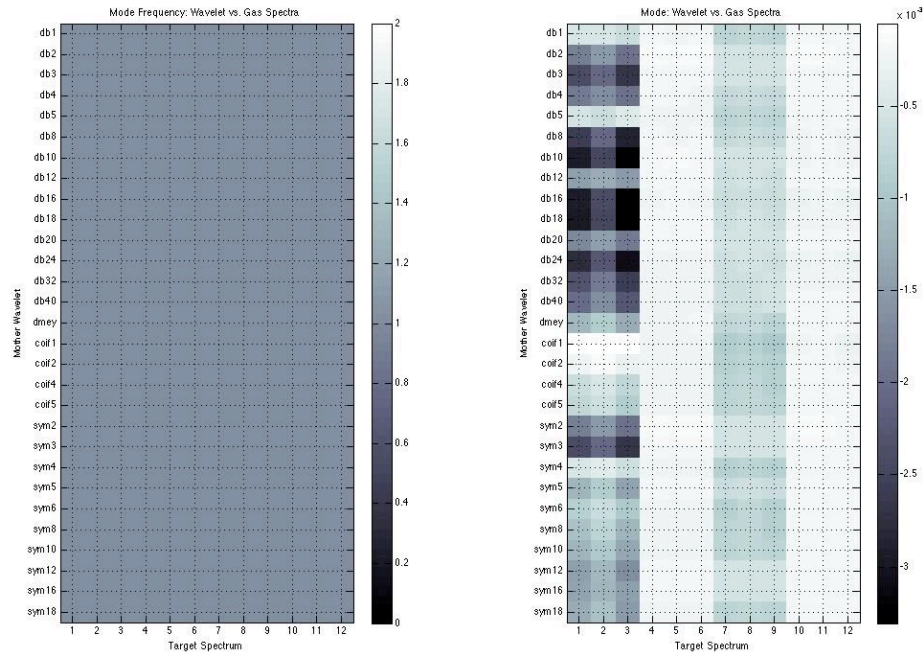 Mode Frequency: Wavelet vs. Gas Spectra
Mother Wavelet
db1
db2
db3
db4
db5
db8
db10
db12
db16
db18
db20
db24
db32
db40
dmey
coif1
coif2
coif4
coif5
sym2
sym3
sym4
sym5
sym6
sym8
sym10
sym12
sym16
sym18
1 2 3 4 5 6 7 8 9 10 11 12
Target Spectrum
2
1.8
1.6
1.4
1.2
1
0.8
0.6
0.4
0.2
0
Mode: Wavelet vs. Gas Spectra
Mother Wavelet
db1
db2
db3
db4
db5
db8
db10
db12
db16
db18
db20
db24
db32
db40
dmey
coif1
coif2
coif4
coif5
sym2
sym3
sym4
sym5
sym6
sym8
sym10
sym12
sym16
sym18
1 2 3 4 5 6 7 8 9 10 11 12
Target Spectrum
x 10⁻³
-0.5
-1
-1.5
-2
-2.5
-3